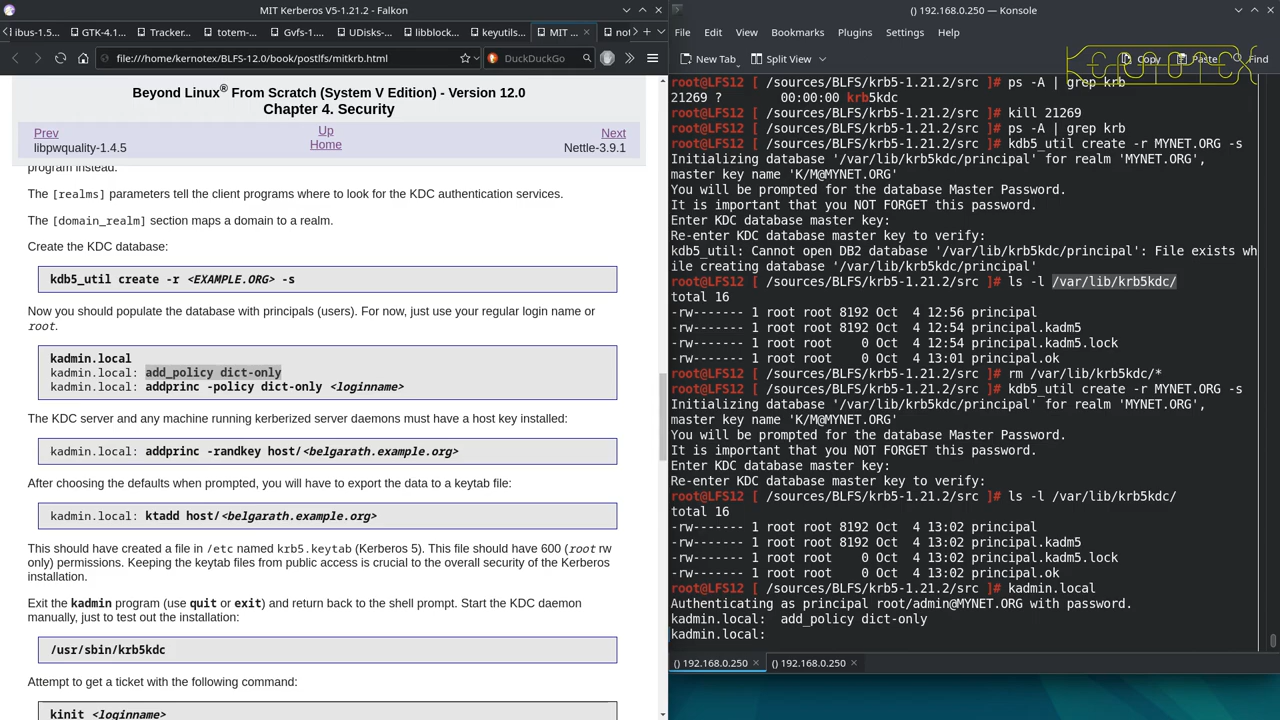 MIT Kerberos V5-1.21.2 - Falkon
ibus-1.5...
GTK-4.1...
Tracker...
totem-...
Gvfs-1....
UDisks-...
libblock...
keyutils...
MIT ...
file:///home/kernotex/BLFS-12.0/book/postlfs/mitkrb.html
DuckDuckGo
Beyond Linux® From Scratch (System V Edition) - Version 12.0
Chapter 4. Security
Prev
Up
Next
libpwquality-1.4.5
Home
Nettle-3.9.1
program instead.
The [realms] parameters tell the client programs where to look for the KDC authentication services.
The [domain_realm] section maps a domain to a realm.
Create the KDC database:
kdb5_util create -r <EXAMPLE.ORG> -s
Now you should populate the database with principals (users). For now, just use your regular login name or
root.
kadmin.local
kadmin.local: add_policy dict-only
kadmin.local: addprinc -policy dict-only <loginname>
The KDC server and any machine running kerberized server daemons must have a host key installed:
kadmin.local: addprinc -randkey host/<belgarath.example.org>
After choosing the defaults when prompted, you will have to export the data to a keytab file:
kadmin.local: ktadd host/<belgarath.example.org>
This should have created a file in /etc named krb5.keytab (Kerberos 5). This file should have 600 (root rw
only) permissions. Keeping the keytab files from public access is crucial to the overall security of the Kerberos
installation.
Exit the kadmin program (use quit or exit) and return back to the shell prompt. Start the KDC daemon
manually, just to test out the installation:
/usr/sbin/krb5kdc
Attempt to get a ticket with the following command:
kinit <loginname>
() 192.168.0.250 — Konsole
File Edit View Bookmarks Plugins Settings Help
New Tab Split View Copy Paste Find
kernotex
root@LFS12 [ /sources/BLFS/krb5-1.21.2/src ]# ps -A | grep krb
21269 ?        00:00:00 krb5kdc
root@LFS12 [ /sources/BLFS/krb5-1.21.2/src ]# kill 21269
root@LFS12 [ /sources/BLFS/krb5-1.21.2/src ]# ps -A | grep krb
root@LFS12 [ /sources/BLFS/krb5-1.21.2/src ]# kdb5_util create -r MYNET.ORG -s
Initializing database '/var/lib/krb5kdc/principal' for realm 'MYNET.ORG',
master key name 'K/M@MYNET.ORG'
You will be prompted for the database Master Password.
It is important that you NOT FORGET this password.
Enter KDC database master key:
Re-enter KDC database master key to verify:
kdb5_util: Cannot open DB2 database '/var/lib/krb5kdc/principal': File exists wh
ile creating database '/var/lib/krb5kdc/principal'
root@LFS12 [ /sources/BLFS/krb5-1.21.2/src ]# ls -l /var/lib/krb5kdc/
total 16
-rw------- 1 root root 8192 Oct  4 12:56 principal
-rw------- 1 root root 8192 Oct  4 12:54 principal.kadm5
-rw------- 1 root root    0 Oct  4 12:54 principal.kadm5.lock
-rw------- 1 root root    0 Oct  4 13:01 principal.ok
root@LFS12 [ /sources/BLFS/krb5-1.21.2/src ]# rm /var/lib/krb5kdc/*
root@LFS12 [ /sources/BLFS/krb5-1.21.2/src ]# kdb5_util create -r MYNET.ORG -s
Initializing database '/var/lib/krb5kdc/principal' for realm 'MYNET.ORG',
master key name 'K/M@MYNET.ORG'
You will be prompted for the database Master Password.
It is important that you NOT FORGET this password.
Enter KDC database master key:
Re-enter KDC database master key to verify:
root@LFS12 [ /sources/BLFS/krb5-1.21.2/src ]# ls -l /var/lib/krb5kdc/
total 16
-rw------- 1 root root 8192 Oct  4 13:02 principal
-rw------- 1 root root 8192 Oct  4 13:02 principal.kadm5
-rw------- 1 root root    0 Oct  4 13:02 principal.kadm5.lock
-rw------- 1 root root    0 Oct  4 13:02 principal.ok
root@LFS12 [ /sources/BLFS/krb5-1.21.2/src ]# kadmin.local
Authenticating as principal root/admin@MYNET.ORG with password.
kadmin.local:  add_policy dict-only
kadmin.local:
() 192.168.0.250
() 192.168.0.250